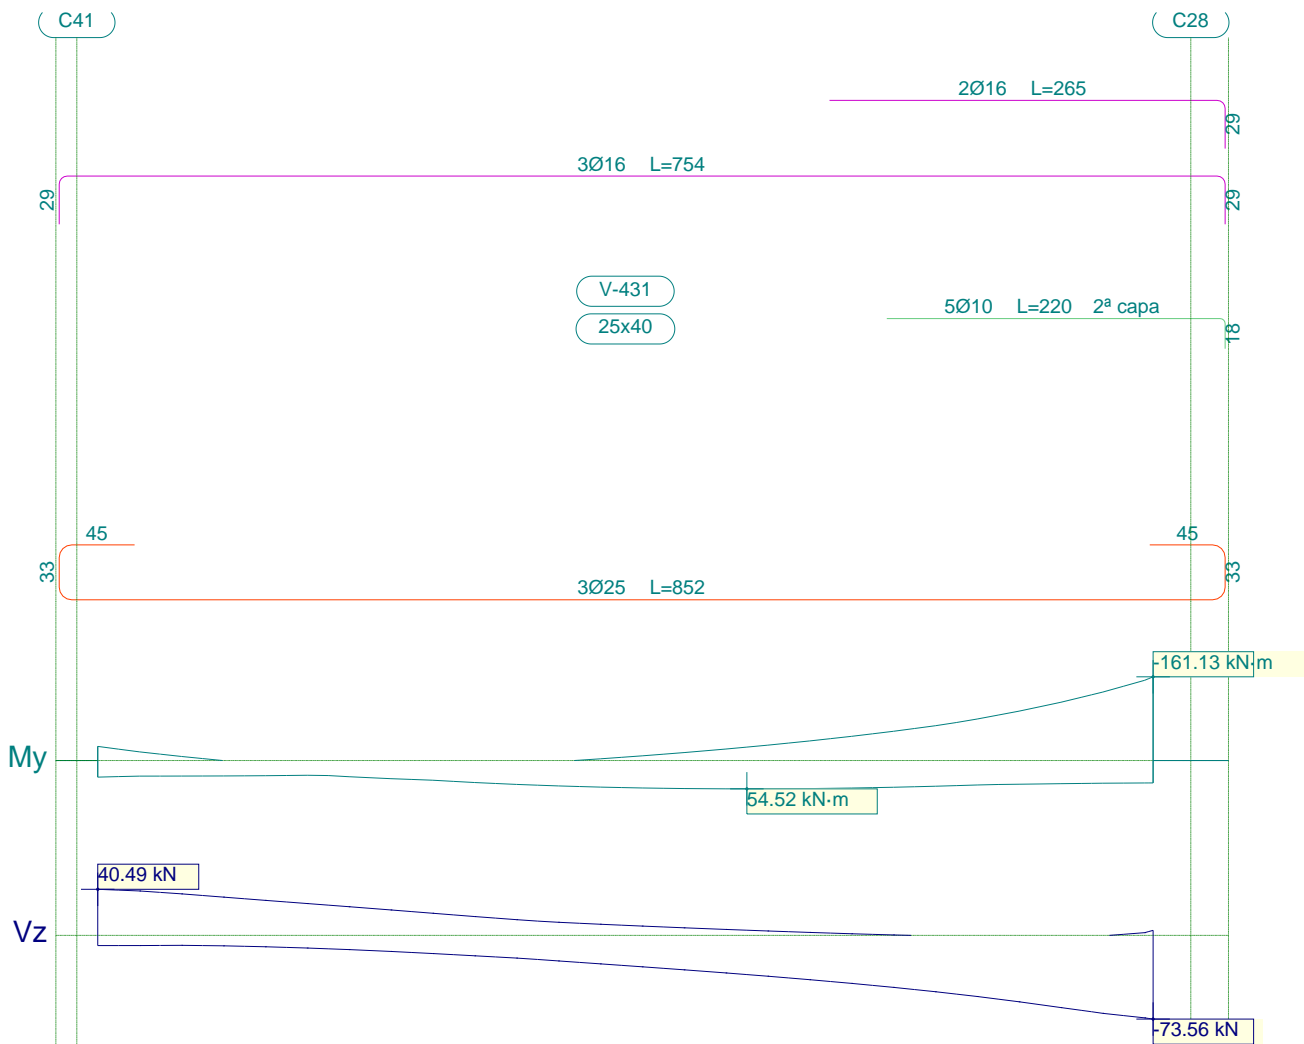 C41 C28
2Ø16 L=265
29
3Ø16 L=754
29 29
V-431
5Ø10 L=220 2ª capa
25x40
18
45 45
33 33
3Ø25 L=852
-161.13 kN·m
My
54.52 kN·m
40.49 kN
Vz
-73.56 kN